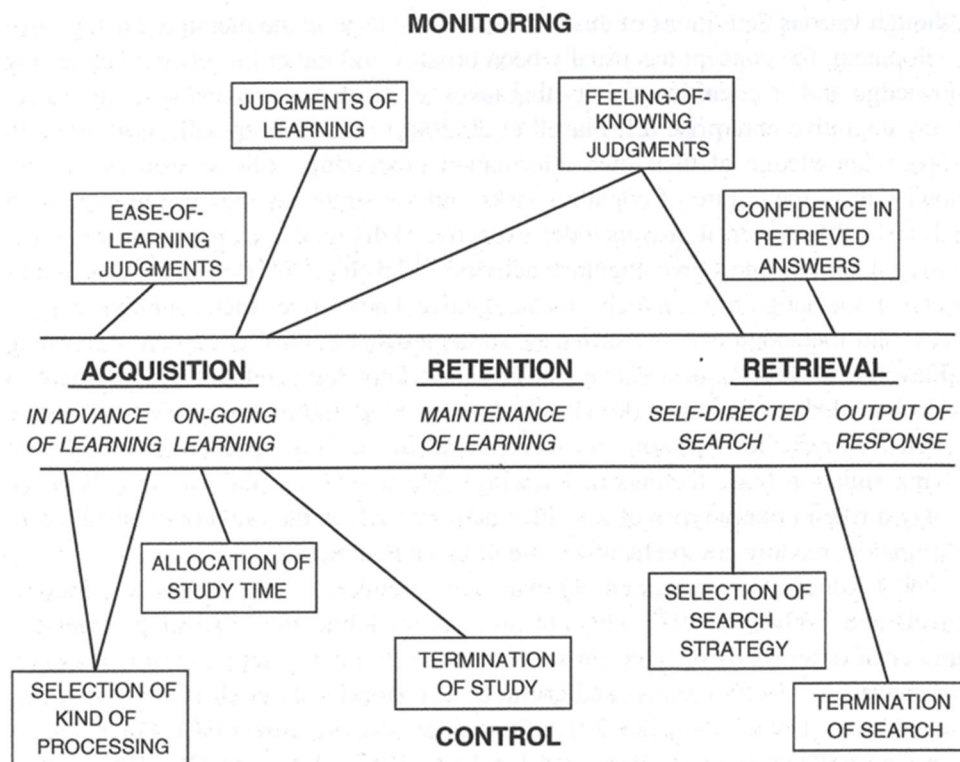 MONITORING
JUDGMENTS OF
LEARNING
FEELING-OF-
KNOWING
JUDGMENTS
EASE-OF-
LEARNING
JUDGMENTS
CONFIDENCE IN
RETRIEVED
ANSWERS
ACQUISITION
RETENTION
RETRIEVAL
IN ADVANCE
OF LEARNING
ON-GOING
LEARNING
MAINTENANCE
OF LEARNING
SELF-DIRECTED
SEARCH
OUTPUT OF
RESPONSE
ALLOCATION OF
STUDY TIME
SELECTION OF
SEARCH
STRATEGY
TERMINATION
OF STUDY
SELECTION OF
KIND OF
PROCESSING
TERMINATION
OF SEARCH
CONTROL